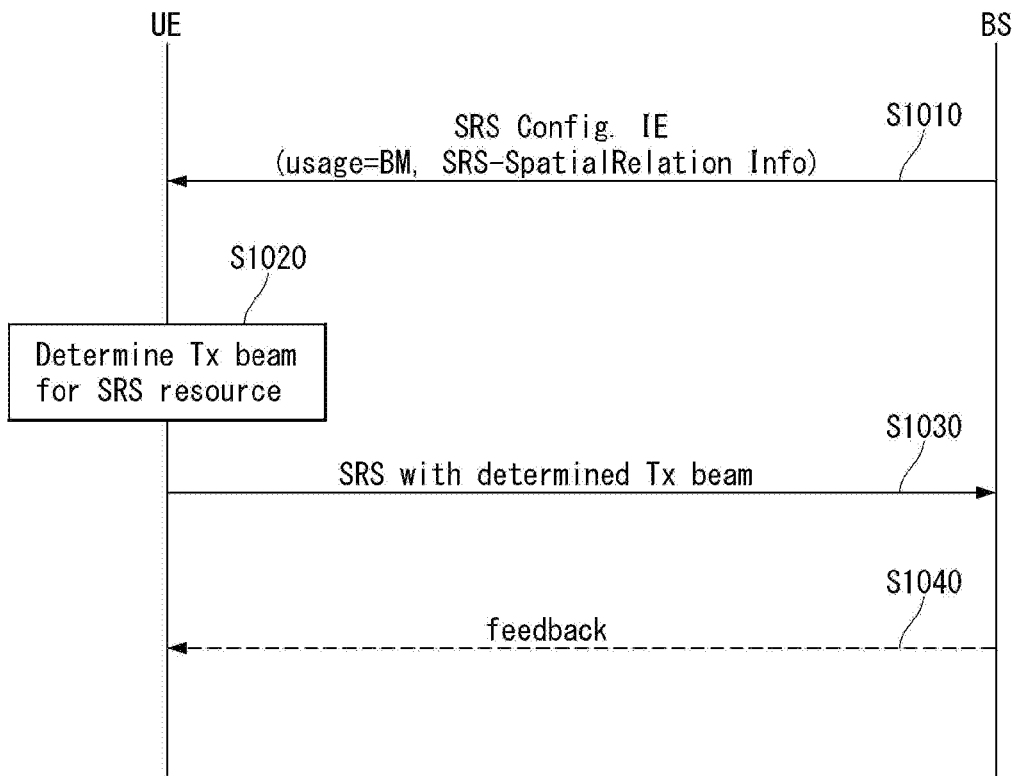 UE
BS
S1010
SRS Config. IE
(usage=BM, SRS-SpatialRelation Info)
S1020
Determine Tx beam
for SRS resource
S1030
SRS with determined Tx beam
S1040
feedback